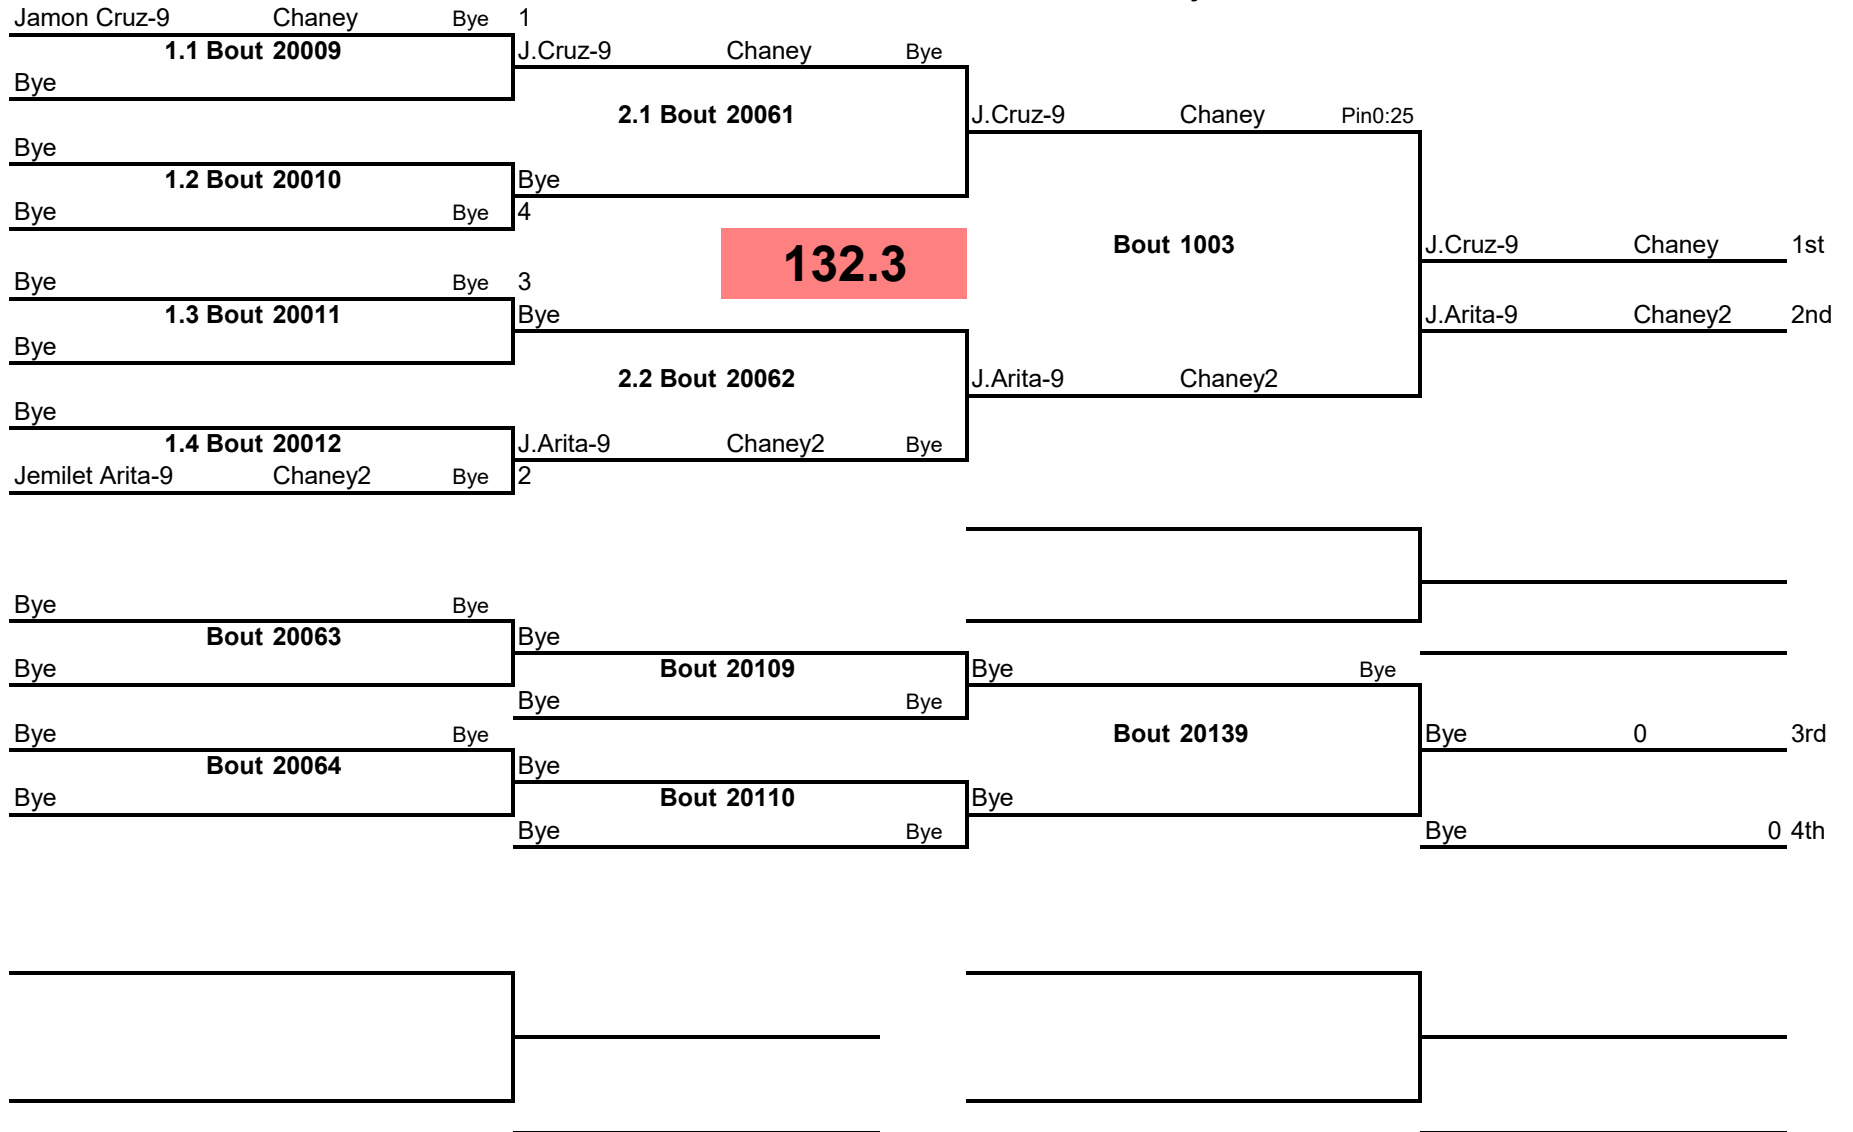 Jamon Cruz-9 Chaney Bye 1
1.1 Bout 20009 J.Cruz-9 Chaney Bye
Bye
2.1 Bout 20061 J.Cruz-9 Chaney Pin0:25
Bye
1.2 Bout 20010 Bye
Bye Bye 4
132.3 Bout 1003 J.Cruz-9 Chaney 1st
Bye Bye 3
1.3 Bout 20011 Bye J.Arita-9 Chaney2 2nd
Bye
2.2 Bout 20062 J.Arita-9 Chaney2
Bye
1.4 Bout 20012 J.Arita-9 Chaney2 Bye
Jemilet Arita-9 Chaney2 Bye 2
Bye Bye
Bout 20063 Bye
Bye Bout 20109 Bye Bye
Bye Bye
Bye Bye Bout 20139 Bye 0 3rd
Bout 20064 Bye
Bye Bout 20110 Bye
Bye Bye Bye 0 4th